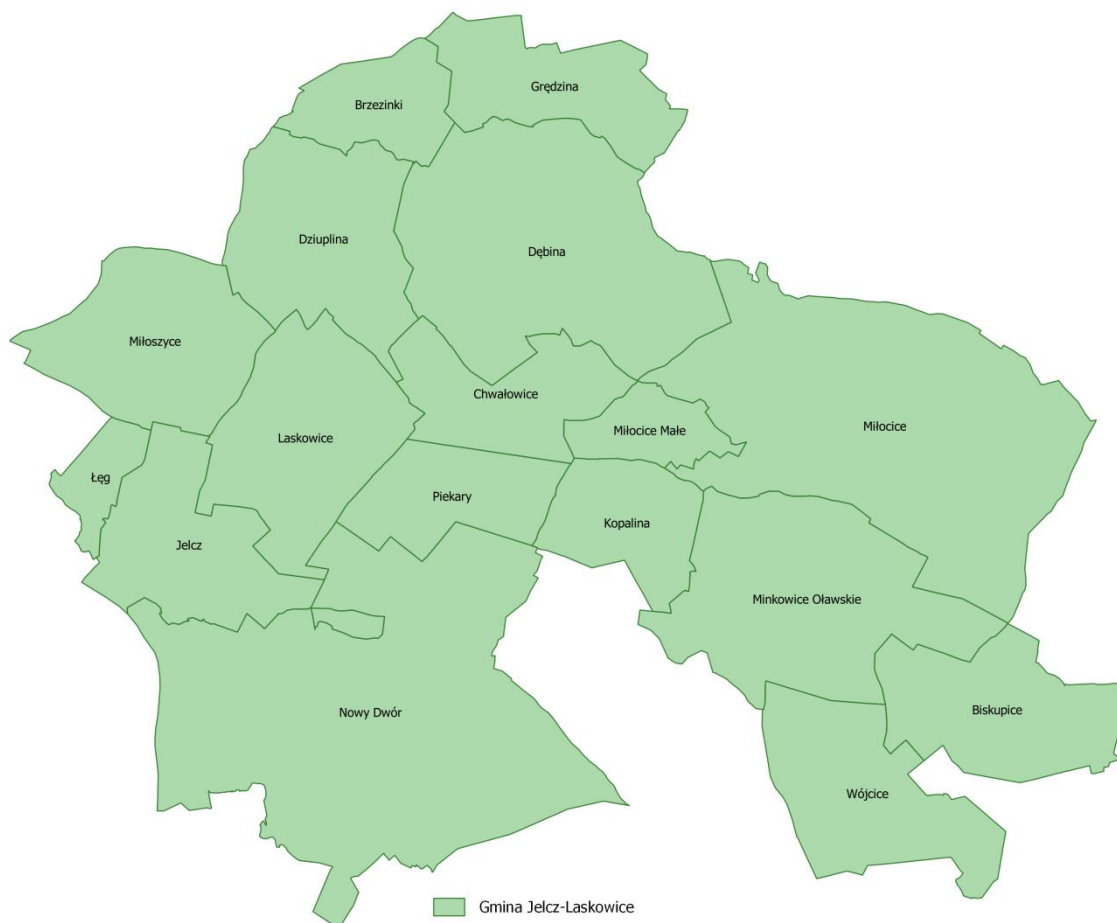 Grędzina
Brzezinki
Dziuplina
Dębina
Miłoszyce
Chwałowice
Miłocice Małe
Miłocice
Laskowice
Łęg
Piekary
Kopalina
Jelcz
Minkowice Oławskie
Nowy Dwór
Biskupice
Wójcice
Gmina Jelcz-Laskowice